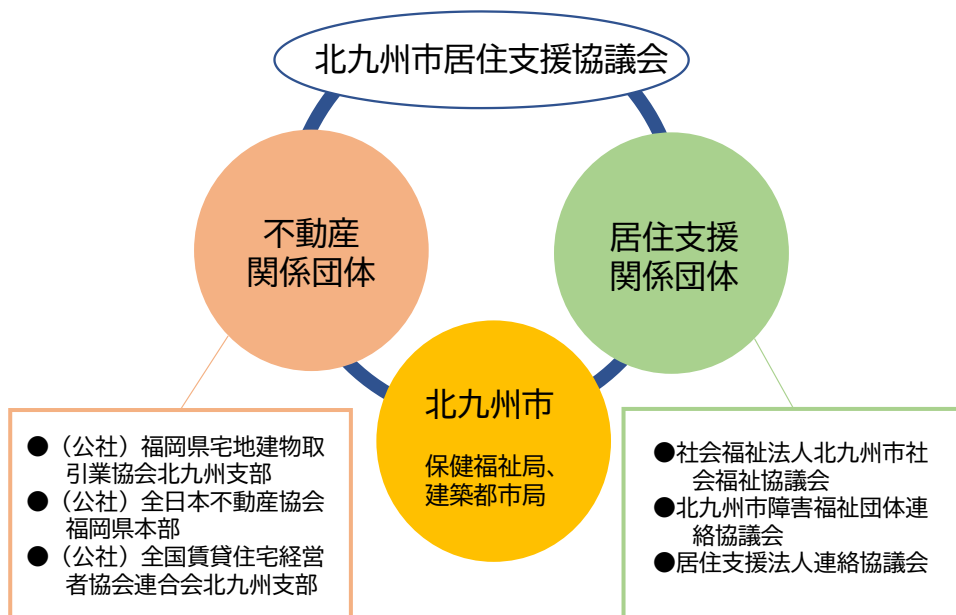 北九州市居住支援協議会
不動産
関係団体
居住支援
関係団体
北九州市
保健福祉局、
建築都市局
●（公社）福岡県宅地建物取
引業協会北九州支部
●（公社）全日本不動産協会
福岡県本部
●（公社）全国賃貸住宅経営
者協会連合会北九州支部
●社会福祉法人北九州市社
会福祉協議会
●北九州市障害福祉団体連
絡協議会
●居住支援法人連絡協議会